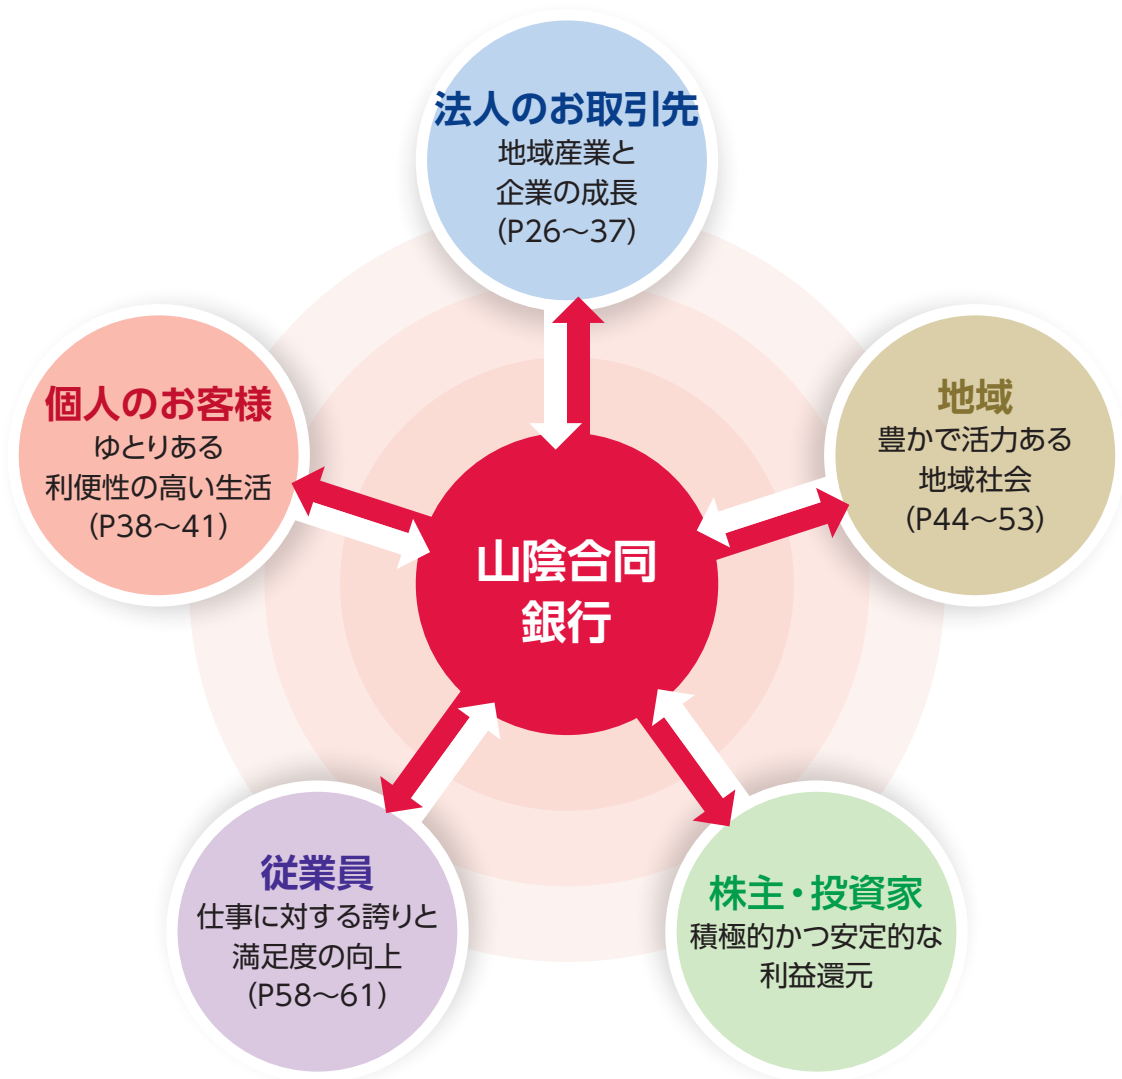 法人のお取引先
地域産業と
企業の成長
(P26～37)
個人のお客様
ゆとりある
利便性の高い生活
(P38～41)
地域
豊かで活力ある
地域社会
(P44～53)
山陰合同
銀行
従業員
仕事に対する誇りと
満足度の向上
(P58～61)
株主・投資家
積極的かつ安定的な
利益還元